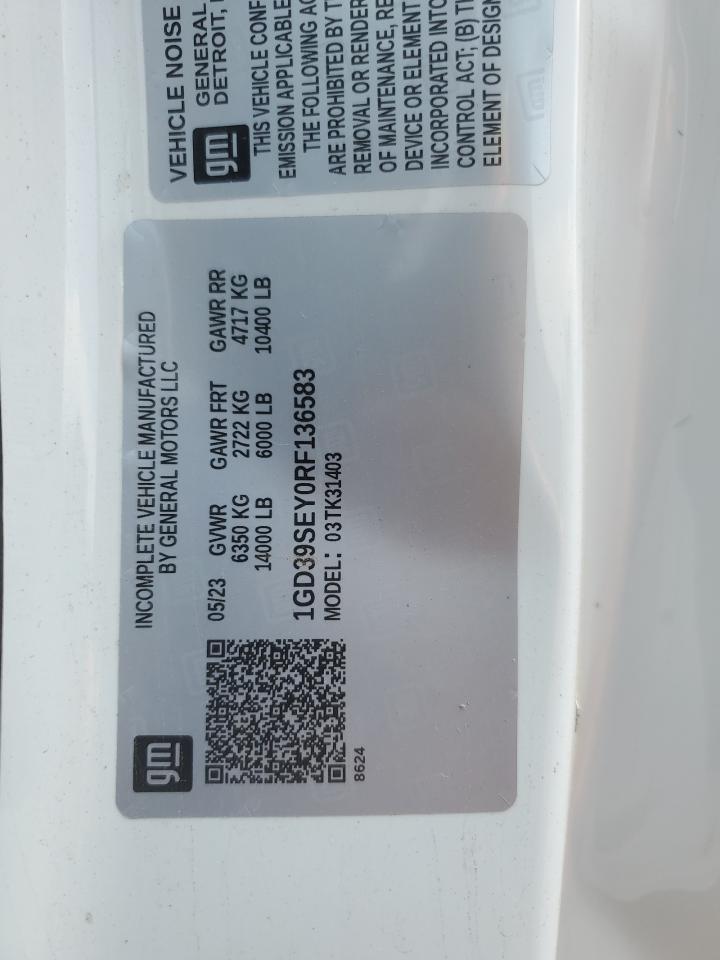 gm
INCOMPLETE VEHICLE MANUFACTURED
BY GENERAL MOTORS LLC
05/23 GVWR GAWR FRT GAWR RR
6350 KG 2722 KG 4717 KG
14000 LB 6000 LB 10400 LB
1GD39SEY0RF136583
MODEL: 03TK31403
8624
VEHICLE NOISE
gm
GENERAL
DETROIT,
THIS VEHICLE CONF
EMISSION APPLICABLE
THE FOLLOWING AC
ARE PROHIBITED BY T
REMOVAL OR RENDER
OF MAINTENANCE, RE
DEVICE OR ELEMENT
INCORPORATED INTO
CONTROL ACT; (B) T
ELEMENT OF DESIGN